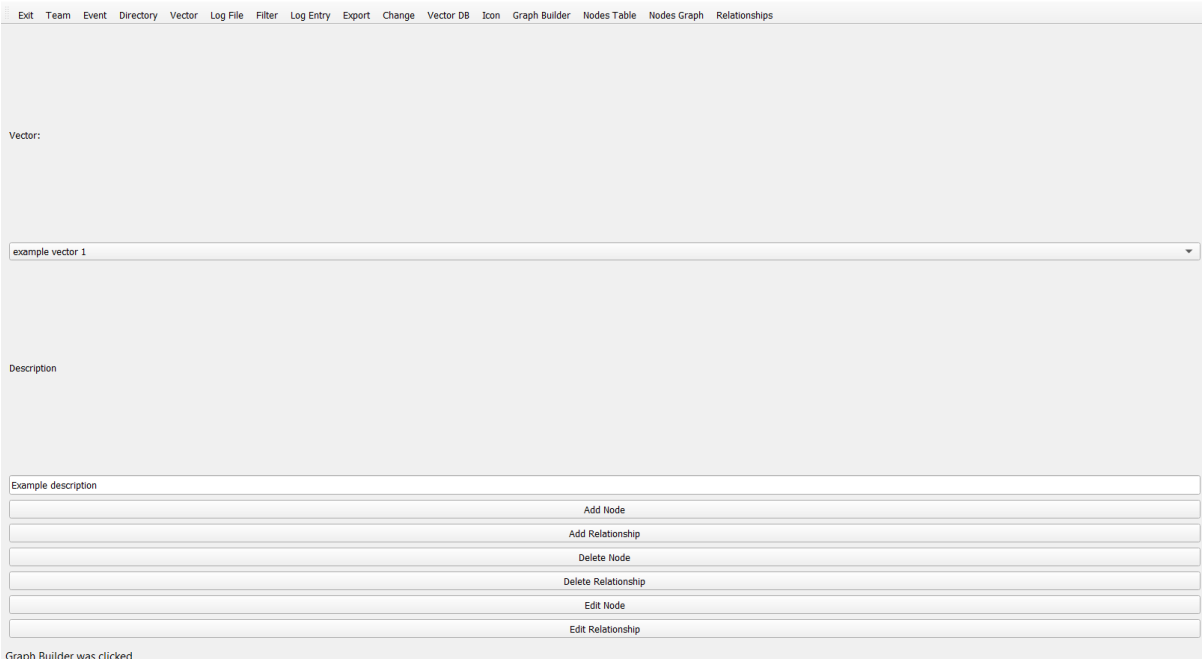 Exit Team Event Directory Vector Log File Filter Log Entry Export Change Vector DB Icon Graph Builder Nodes Table Nodes Graph Relationships
Vector:
example vector 1
Description
Example description
Add Node
Add Relationship
Delete Node
Delete Relationship
Edit Node
Edit Relationship
Graph Builder was clicked